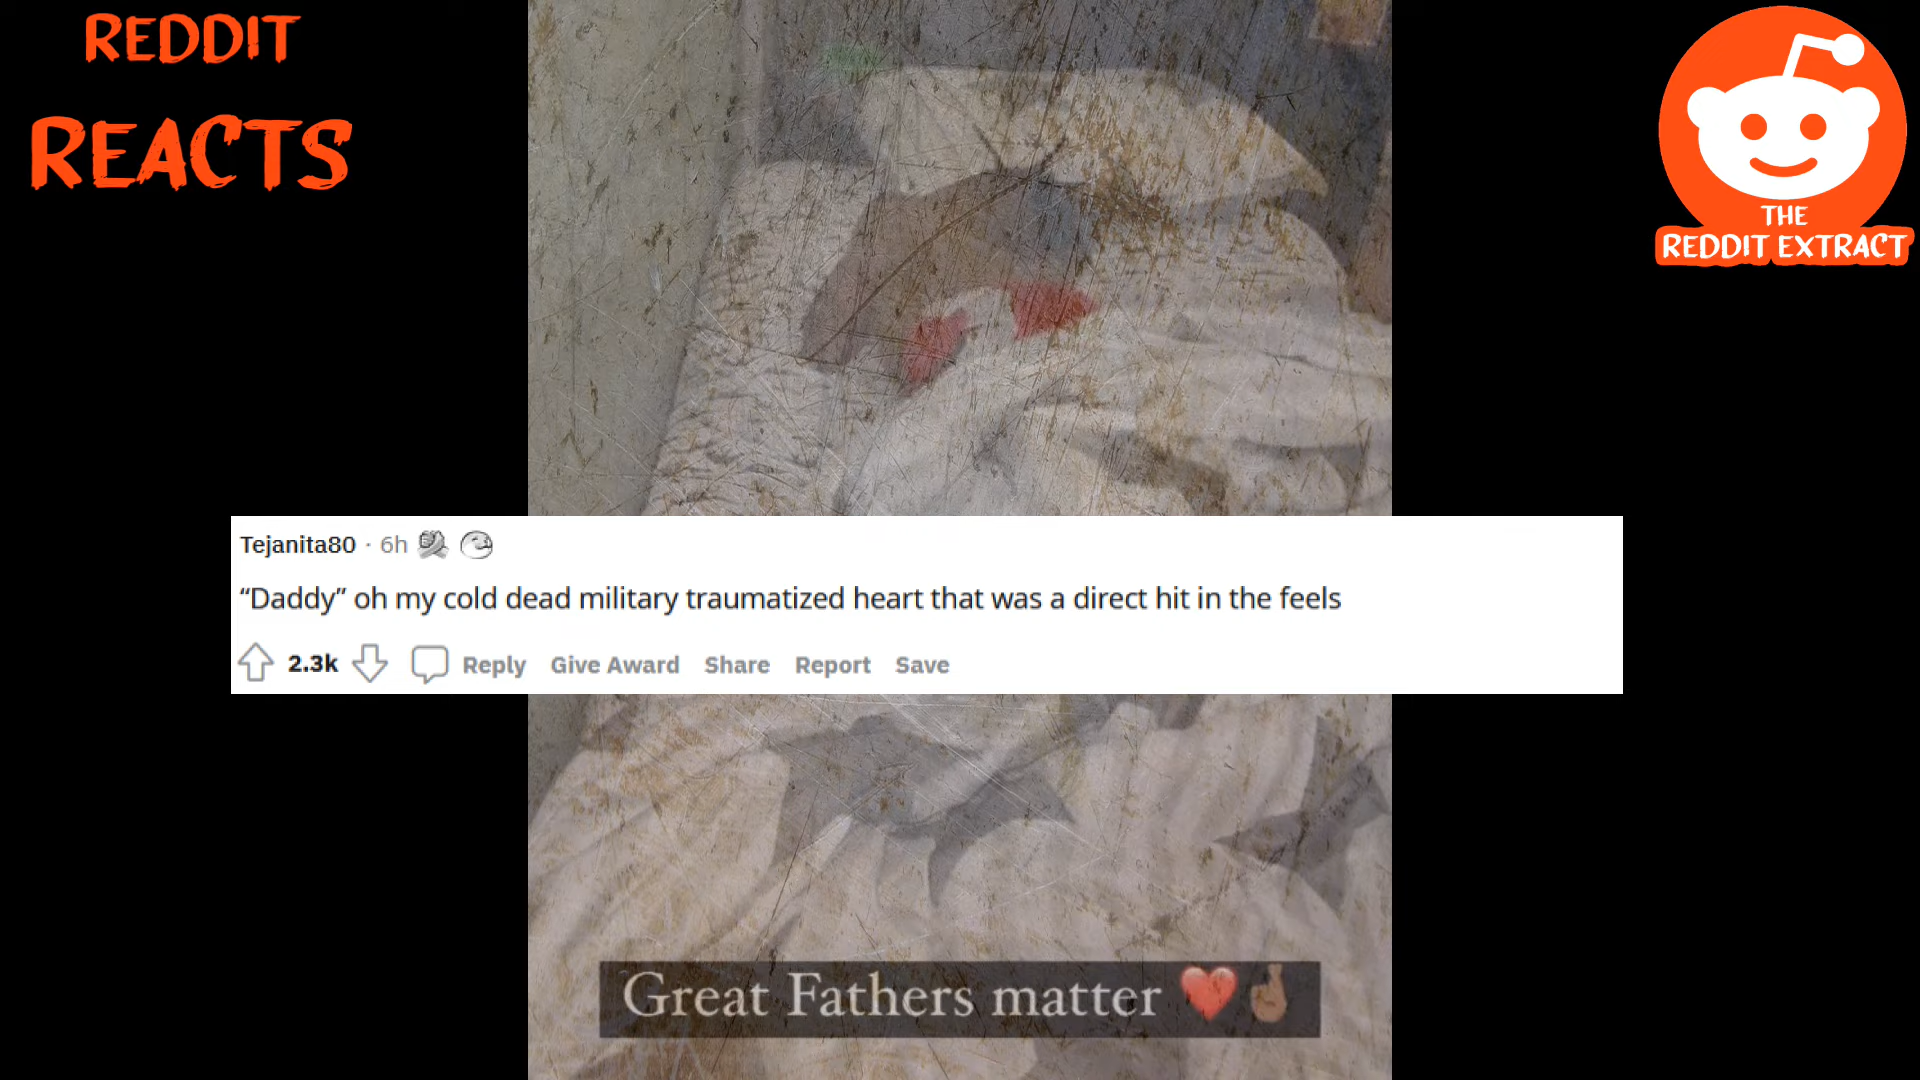 REDDIT
REACTS
THE
REDDIT EXTRACT
Tejanita80 · 6h
“Daddy” oh my cold dead military traumatized heart that was a direct hit in the feels
2.3k Reply Give Award Share Report Save
Great Fathers matter ❤️🤞🏽